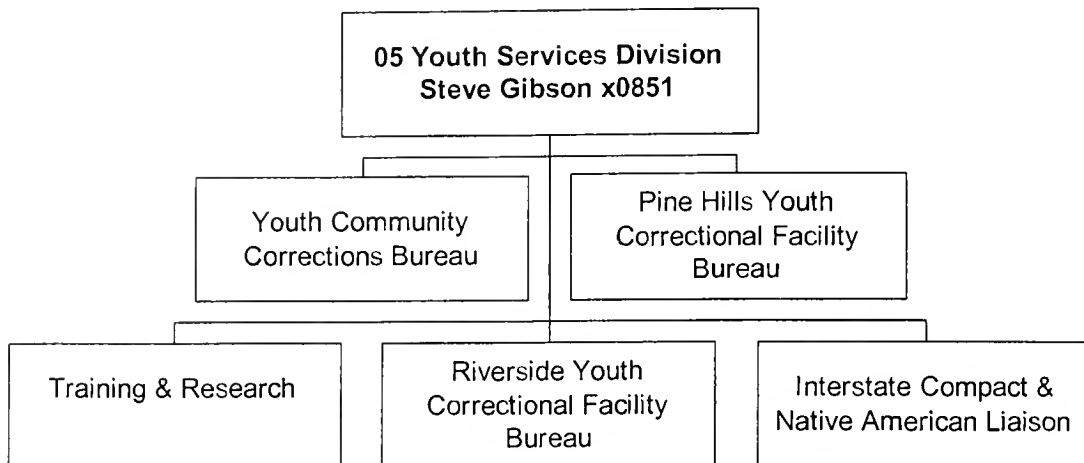 05 Youth Services Division
Steve Gibson x0851
Youth Community
Corrections Bureau
Pine Hills Youth
Correctional Facility
Bureau
Training & Research
Riverside Youth
Correctional Facility
Bureau
Interstate Compact &
Native American Liaison